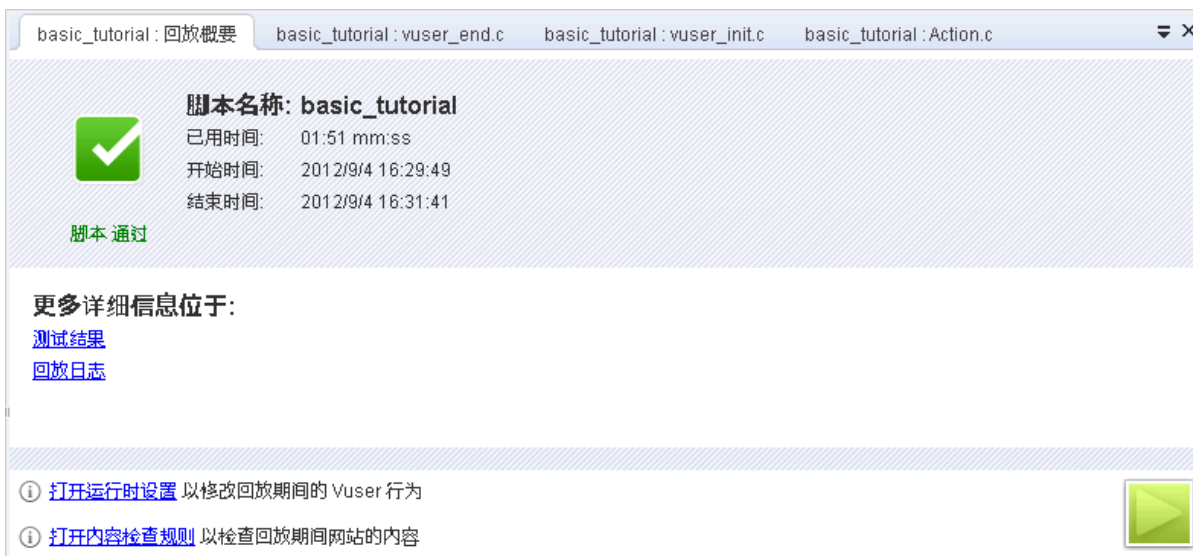 basic_tutorial : 回放概要 basic_tutorial : vuser_end.c basic_tutorial : vuser_init.c basic_tutorial : Action.c
脚本名称: basic_tutorial
已用时间: 01:51 mm:ss
开始时间: 2012/9/4 16:29:49
结束时间: 2012/9/4 16:31:41
脚本 通过
更多详细信息位于:
测试结果
回放日志
打开运行时设置 以修改回放期间的 Vuser 行为
打开内容检查规则 以检查回放期间网站的内容